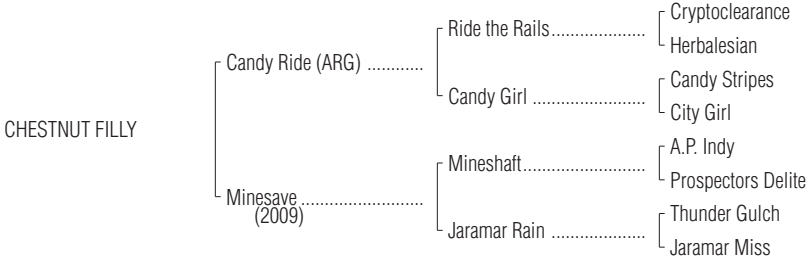 Cryptoclearance
Ride the Rails....................
Herbalesian
Candy Ride (ARG) ............
Candy Stripes
Candy Girl ........................
City Girl
CHESTNUT FILLY
A.P. Indy
Mineshaft..........................
Prospectors Delite
Minesave ..........................
(2009)
Thunder Gulch
Jaramar Rain ....................
Jaramar Miss